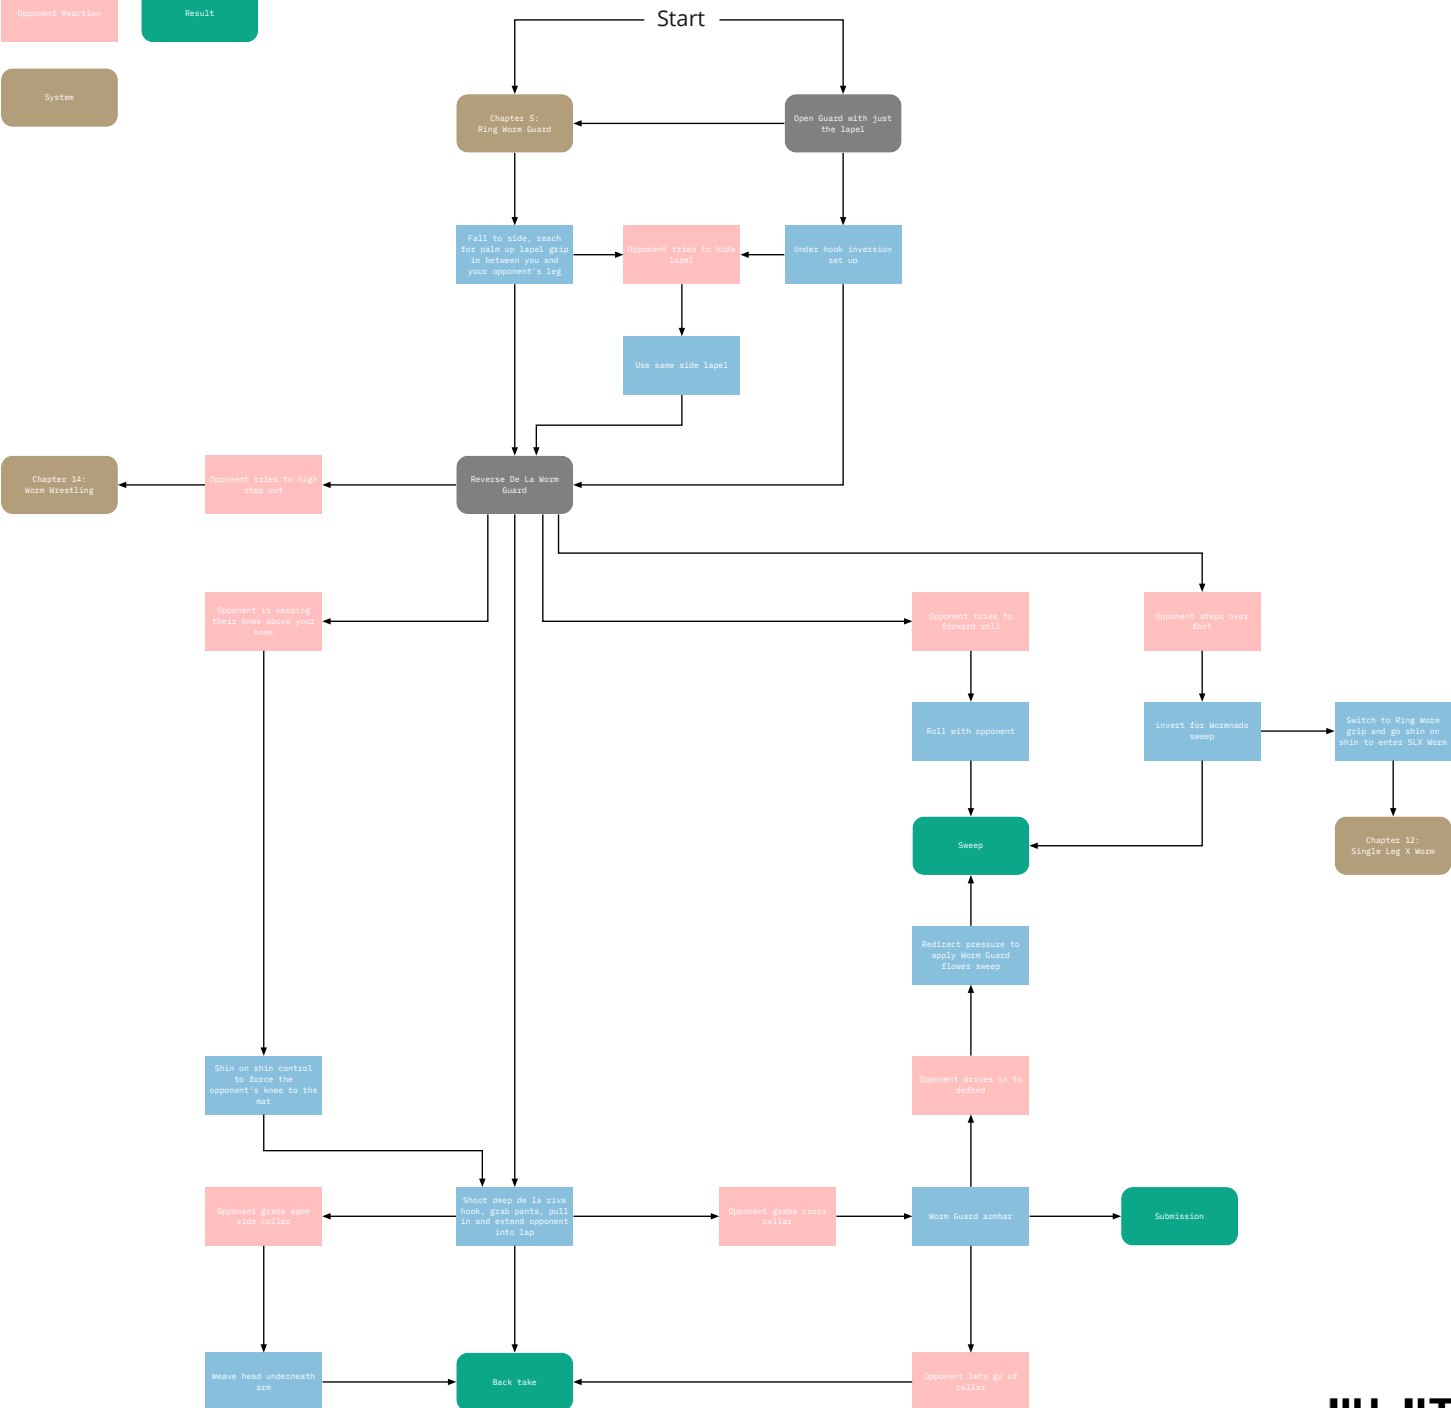 Opponent Reaction
Result
Start
System
Chapter 5:
Ring Worm Guard
Open Guard with just
the lapel
Fall to side, reach
for palm up lapel grip
in between you and
your opponent's leg
Opponent tries to hide
lapel
Under hook inversion
set up
Use same side lapel
Chapter 14:
Worm Wrestling
Opponent tries to high
step out
Reverse De La Worm
Guard
Opponent is keeping
their knee above your
knee
Opponent tries to
forward roll
Opponent steps over
foot
Roll with opponent
invert for Wormnado
sweep
Switch to Ring Worm
grip and go shin on
shin to enter SLX Worm
Sweep
Chapter 12:
Single Leg X Worm
Redirect pressure to
apply Worm Guard
flower sweep
Shin on shin control
to force the
opponent's knee to the
mat
Opponent drives in to
defend
Opponent grabs same
side collar
Shoot deep de la riva
hook, grab pants, pull
in and extend opponent
into lap
Opponent grabs cross
collar
Worm Guard armbar
Submission
Weave head underneath
arm
Back take
Opponent lets go of
collar